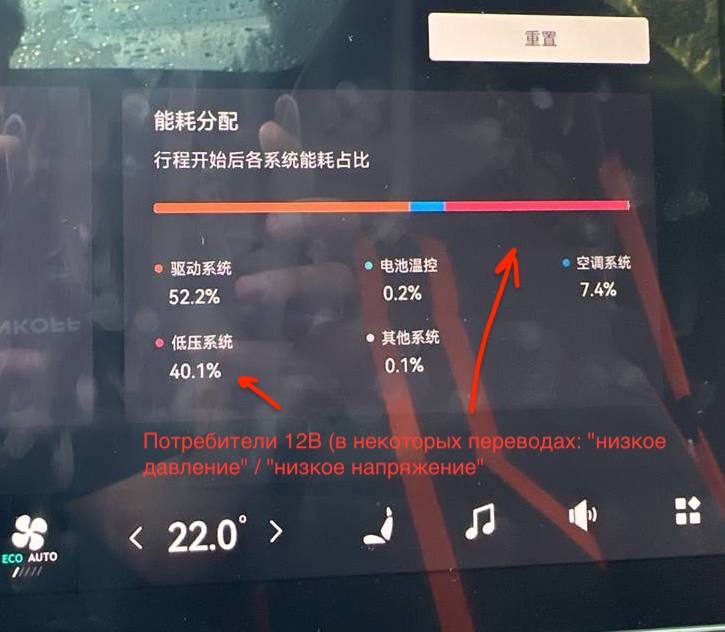 重置
能耗分配
行程开始后各系统能耗占比
驱动系统
52.2%
电池温控
0.2%
空调系统
7.4%
低压系统
40.1%
其他系统
0.1%
Потребители 12В (в некоторых переводах: "низкое
давление" / "низкое напряжение"
ECO AUTO
< 22.0° >